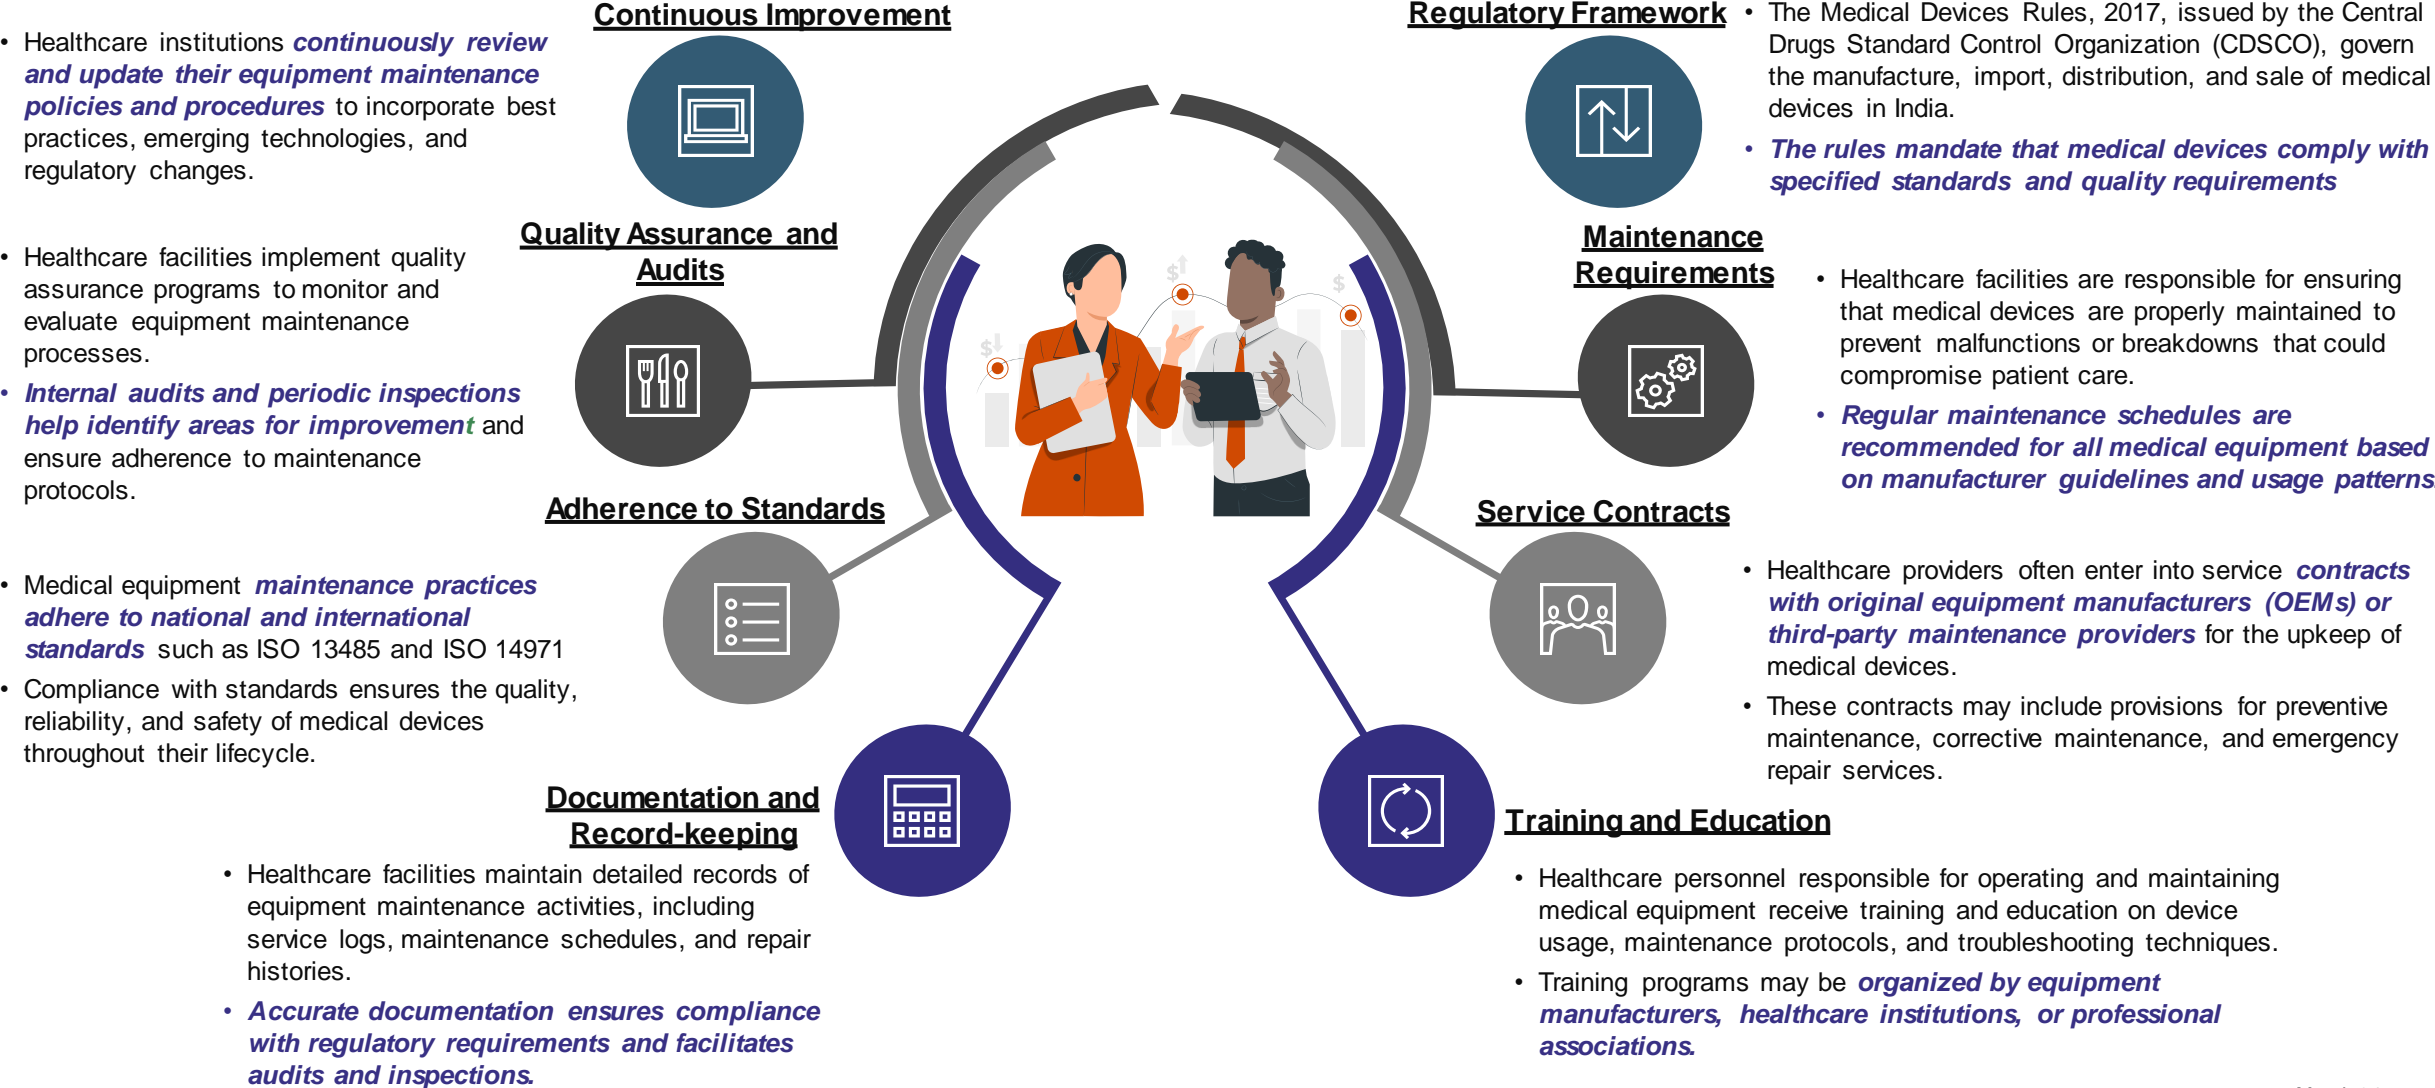 Continuous Improvement
• Healthcare institutions continuously review
and update their equipment maintenance
policies and procedures to incorporate best
practices, emerging technologies, and
regulatory changes.
Quality Assurance and
Audits
• Healthcare facilities implement quality
assurance programs to monitor and
evaluate equipment maintenance
processes.
• Internal audits and periodic inspections
help identify areas for improvement and
ensure adherence to maintenance
protocols.
Adherence to Standards
• Medical equipment maintenance practices
adhere to national and international
standards such as ISO 13485 and ISO 14971
• Compliance with standards ensures the quality,
reliability, and safety of medical devices
throughout their lifecycle.
Documentation and
Record-keeping
• Healthcare facilities maintain detailed records of
equipment maintenance activities, including
service logs, maintenance schedules, and repair
histories.
• Accurate documentation ensures compliance
with regulatory requirements and facilitates
audits and inspections.
$
$
$
Regulatory Framework
• The Medical Devices Rules, 2017, issued by the Central
Drugs Standard Control Organization (CDSCO), govern
the manufacture, import, distribution, and sale of medical
devices in India.
• The rules mandate that medical devices comply with
specified standards and quality requirements
Maintenance
Requirements
• Healthcare facilities are responsible for ensuring
that medical devices are properly maintained to
prevent malfunctions or breakdowns that could
compromise patient care.
• Regular maintenance schedules are
recommended for all medical equipment based
on manufacturer guidelines and usage patterns.
Service Contracts
• Healthcare providers often enter into service contracts
with original equipment manufacturers (OEMs) or
third-party maintenance providers for the upkeep of
medical devices.
• These contracts may include provisions for preventive
maintenance, corrective maintenance, and emergency
repair services.
Training and Education
• Healthcare personnel responsible for operating and maintaining
medical equipment receive training and education on device
usage, maintenance protocols, and troubleshooting techniques.
• Training programs may be organized by equipment
manufacturers, healthcare institutions, or professional
associations.